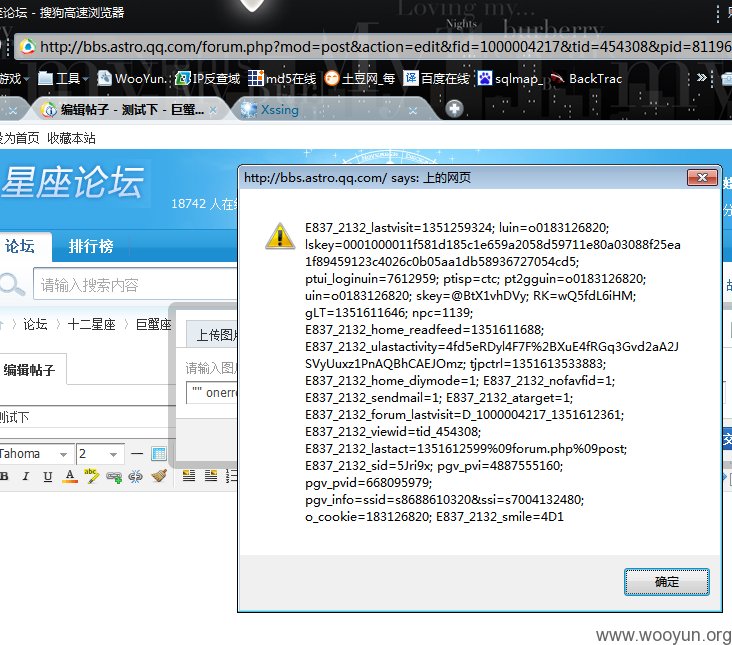 座论坛 - 搜狗高速浏览器
Loving my...
Nights
burberry
http://bbs.astro.qq.com/forum.php?mod=post&action=edit&fid=1000004217&tid=454308&pid=81196
游戏 工具 WooYun. IP反查域 md5在线 土豆网_每 百度在线 sqlmap_ BackTrac »
编辑帖子 - 测试下 - 巨蟹... Xssing
设为首页 收藏本站
星座论坛
18742 人在线
论坛 排行榜
请输入搜索内容
论坛 〉 十二星座 〉 巨蟹座
上传图片
编辑帖子
请输入图片
"" onerro
测试下
Tahoma 2
B I U A abc
http://bbs.astro.qq.com/ says: 上的网页
E837_2132_lastvisit=1351259324; luin=o0183126820;
lskey=0001000011f581d185c1e659a2058d59711e80a03088f25ea
1f89459123c4026c0b05aa1db58936727054cd5;
ptui_loginuin=7612959; ptisp=ctc; pt2gguin=o0183126820;
uin=o0183126820; skey=@BtX1vhDVy; RK=wQ5fdL6iHM;
gLT=1351611646; npc=1139;
E837_2132_home_readfeed=1351611688;
E837_2132_ulastactivity=4fd5eRDyl4F7F%2BXuE4fRGq3Gvd2aA2J
SVyUuxz1PnAQBhCAEJOmz; tjpctrl=1351613533883;
E837_2132_home_diymode=1; E837_2132_nofavfid=1;
E837_2132_sendmail=1; E837_2132_atarget=1;
E837_2132_forum_lastvisit=D_1000004217_1351612361;
E837_2132_viewid=tid_454308;
E837_2132_lastact=1351612599%09forum.php%09post;
E837_2132_sid=5Jri9x; pgv_pvi=4887555160;
pgv_pvid=668095979;
pgv_info=ssid=s8688610320&ssi=s7004132480;
o_cookie=183126820; E837_2132_smile=4D1
确定
www.wooyun.org